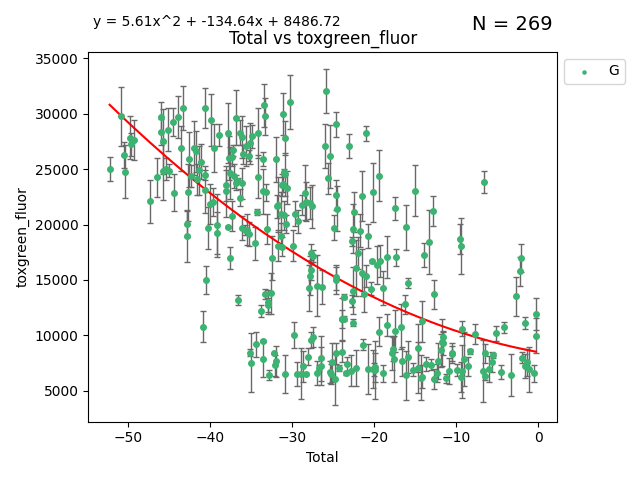 y = 5.61x^2 + -134.64x + 8486.72
N = 269
Total vs toxgreen_fluor
35000
30000
25000
20000
15000
10000
5000
toxgreen_fluor
−50
−40
−30
−20
−10
0
Total
G